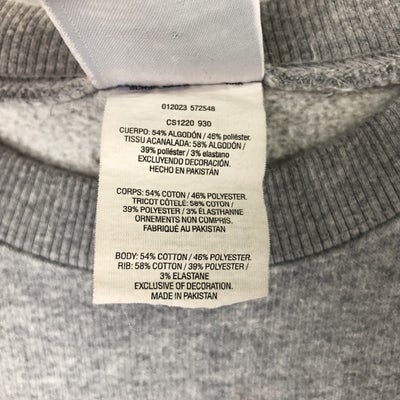 012023 572548
CS1220 930
CUERPO: 54% ALGODÓN / 46% poliéster.
TISSU ACANALADA: 58% ALGODÓN /
39% poliéster / 3% elastano
EXCLUYENDO DECORACIÓN.
HECHO EN PAKISTÁN
CORPS: 54% COTON / 46% POLYESTER.
TRICOT CÔTELÉ: 58% COTON /
39% POLYESTER / 3% ÉLASTHANNE
ORNEMENTS NON COMPRIS.
FABRIQUÉ AU PAKISTAN
BODY: 54% COTTON / 46% POLYESTER.
RIB: 58% COTTON / 39% POLYESTER /
3% ELASTANE
EXCLUSIVE OF DECORATION.
MADE IN PAKISTAN